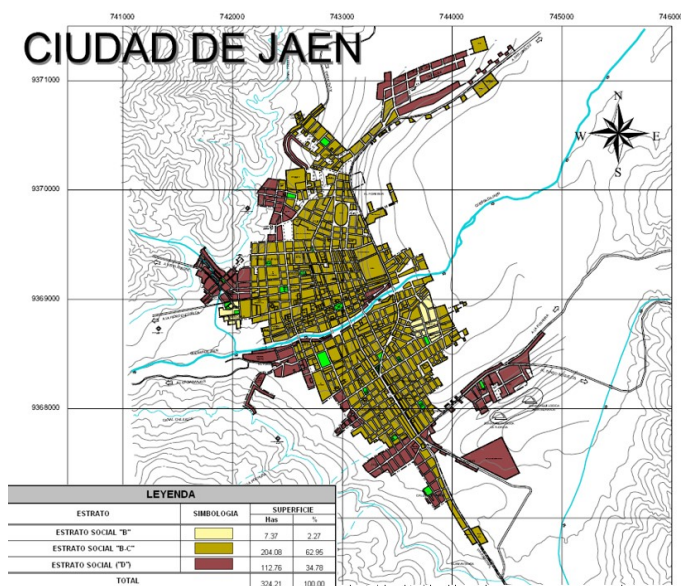 741000 742000 743000 744000 745000 746000
CIUDAD DE JAEN
9371000
N
W E
S
9370000
9369000
9368000
LEYENDA
ESTRATO SIMBOLOGIA SUPERFICIE
Has %
ESTRATO SOCIAL "B" 7.37 2.27
ESTRATO SOCIAL "B-C" 204.08 62.95
ESTRATO SOCIAL ("D") 112.76 34.78
TOTAL 324.21 100.00